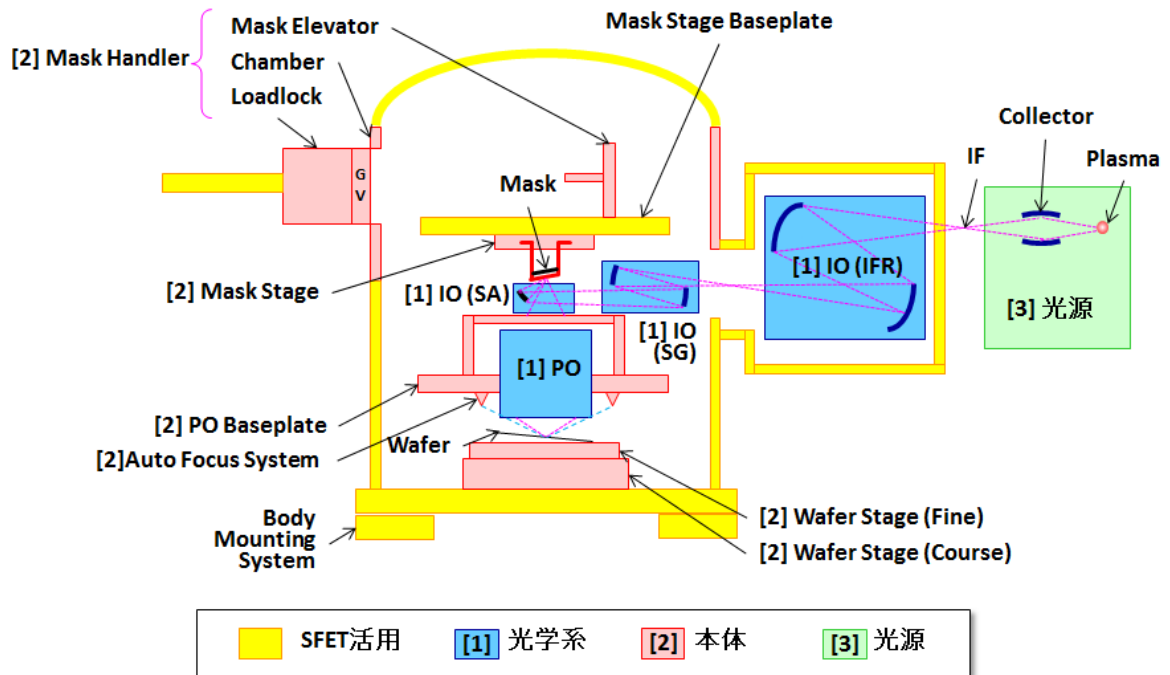 Mask Elevator
[2] Mask Handler
Chamber
Loadlock
Mask Stage Baseplate
Collector
IF
Plasma
G
V
Mask
[2] Mask Stage
[1] IO (SA)
[1] IO (IFR)
[3] 光源
[1] IO
(SG)
[1] PO
[2] PO Baseplate
[2]Auto Focus System
Wafer
Body
Mounting
System
[2] Wafer Stage (Fine)
[2] Wafer Stage (Course)
SFET活用
[1] 光学系
[2] 本体
[3] 光源